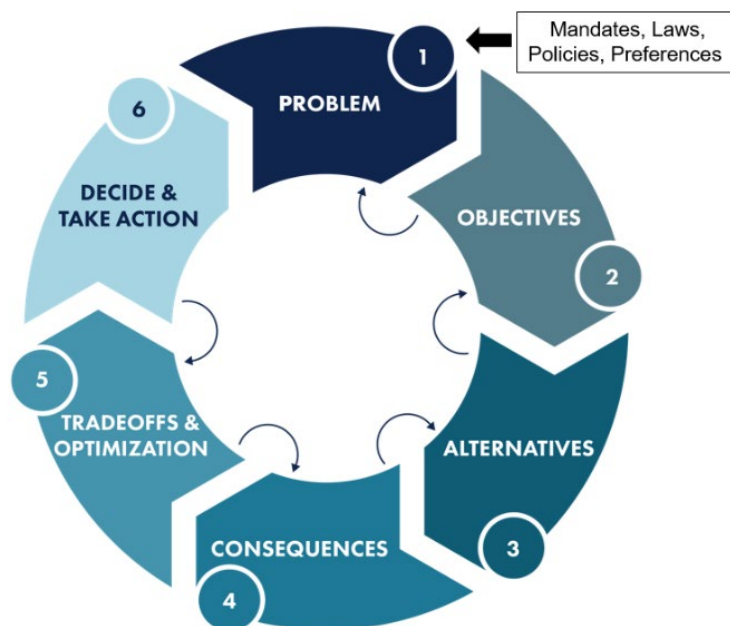 Mandates, Laws,
Policies, Preferences
1
PROBLEM
OBJECTIVES
2
ALTERNATIVES
3
CONSEQUENCES
4
5
TRADEOFFS &
OPTIMIZATION
6
DECIDE &
TAKE ACTION